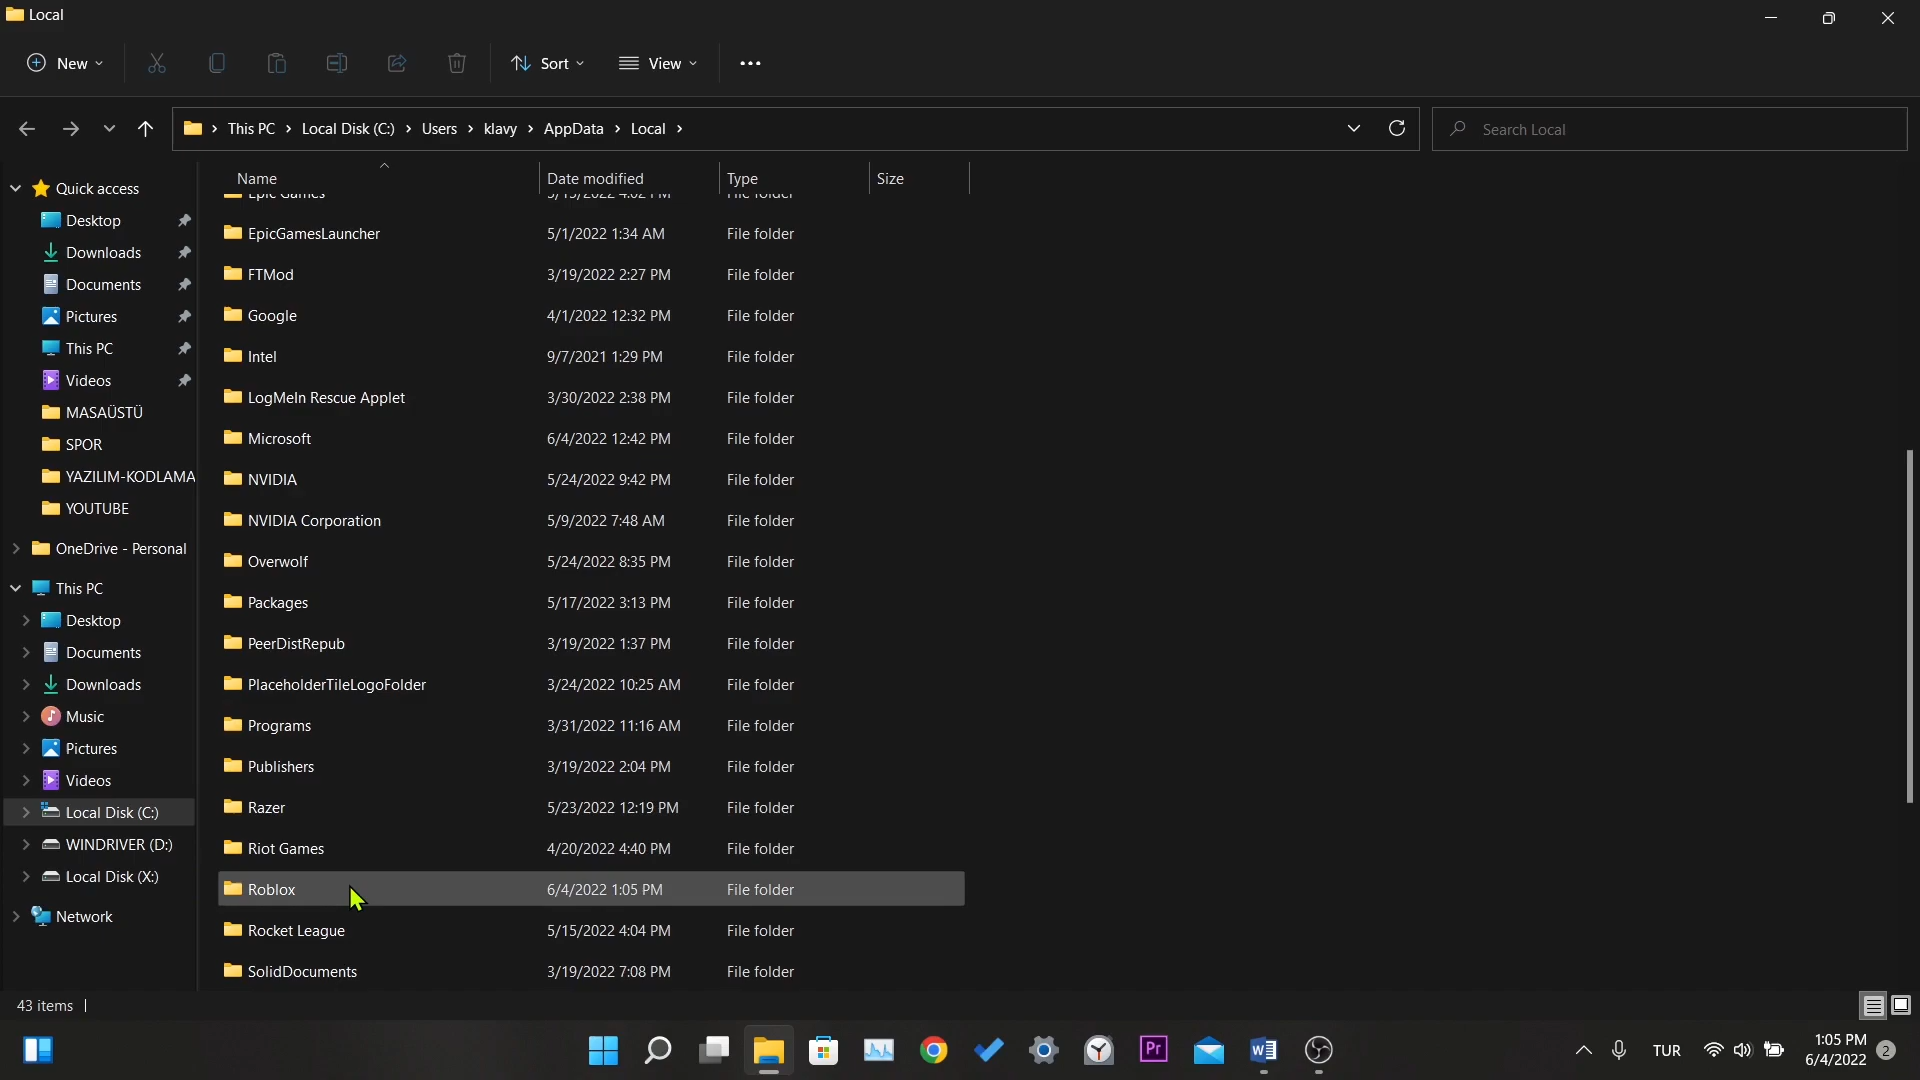 Local
New
Sort
View
This PC
Local Disk (C:)
Users
klavy
AppData
Local
Search Local
Name
Date modified
Type
Size
Quick access
Desktop
Downloads
Documents
Pictures
This PC
Videos
MASAÜSTÜ
SPOR
YAZILIM-KODLAMA
YOUTUBE
OneDrive - Personal
This PC
Desktop
Documents
Downloads
Music
Pictures
Videos
Local Disk (C:)
WINDRIVER (D:)
Local Disk (X:)
Network
Epic Games 5/15/2022 4:02 PM File folder
EpicGamesLauncher 5/1/2022 1:34 AM File folder
FTMod 3/19/2022 2:27 PM File folder
Google 4/1/2022 12:32 PM File folder
Intel 9/7/2021 1:29 PM File folder
LogMeIn Rescue Applet 3/30/2022 2:38 PM File folder
Microsoft 6/4/2022 12:42 PM File folder
NVIDIA 5/24/2022 9:42 PM File folder
NVIDIA Corporation 5/9/2022 7:48 AM File folder
Overwolf 5/24/2022 8:35 PM File folder
Packages 5/17/2022 3:13 PM File folder
PeerDistRepub 3/19/2022 1:37 PM File folder
PlaceholderTileLogoFolder 3/24/2022 10:25 AM File folder
Programs 3/31/2022 11:16 AM File folder
Publishers 3/19/2022 2:04 PM File folder
Razer 5/23/2022 12:19 PM File folder
Riot Games 4/20/2022 4:40 PM File folder
Roblox 6/4/2022 1:05 PM File folder
Rocket League 5/15/2022 4:04 PM File folder
SolidDocuments 3/19/2022 7:08 PM File folder
43 items
Pr
W
TUR
1:05 PM
6/4/2022
2